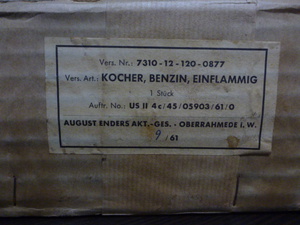 Vers. Nr.: 7310-12-120-0877
Vers. Art.: KOCHER, BENZIN, EINFLAMMIG
1 Stück
Auftr. No.: US II 4c/45/05903/61/0
AUGUST ENDERS AKT.-GES. - OBERRAHMEDE i. W.
9/61